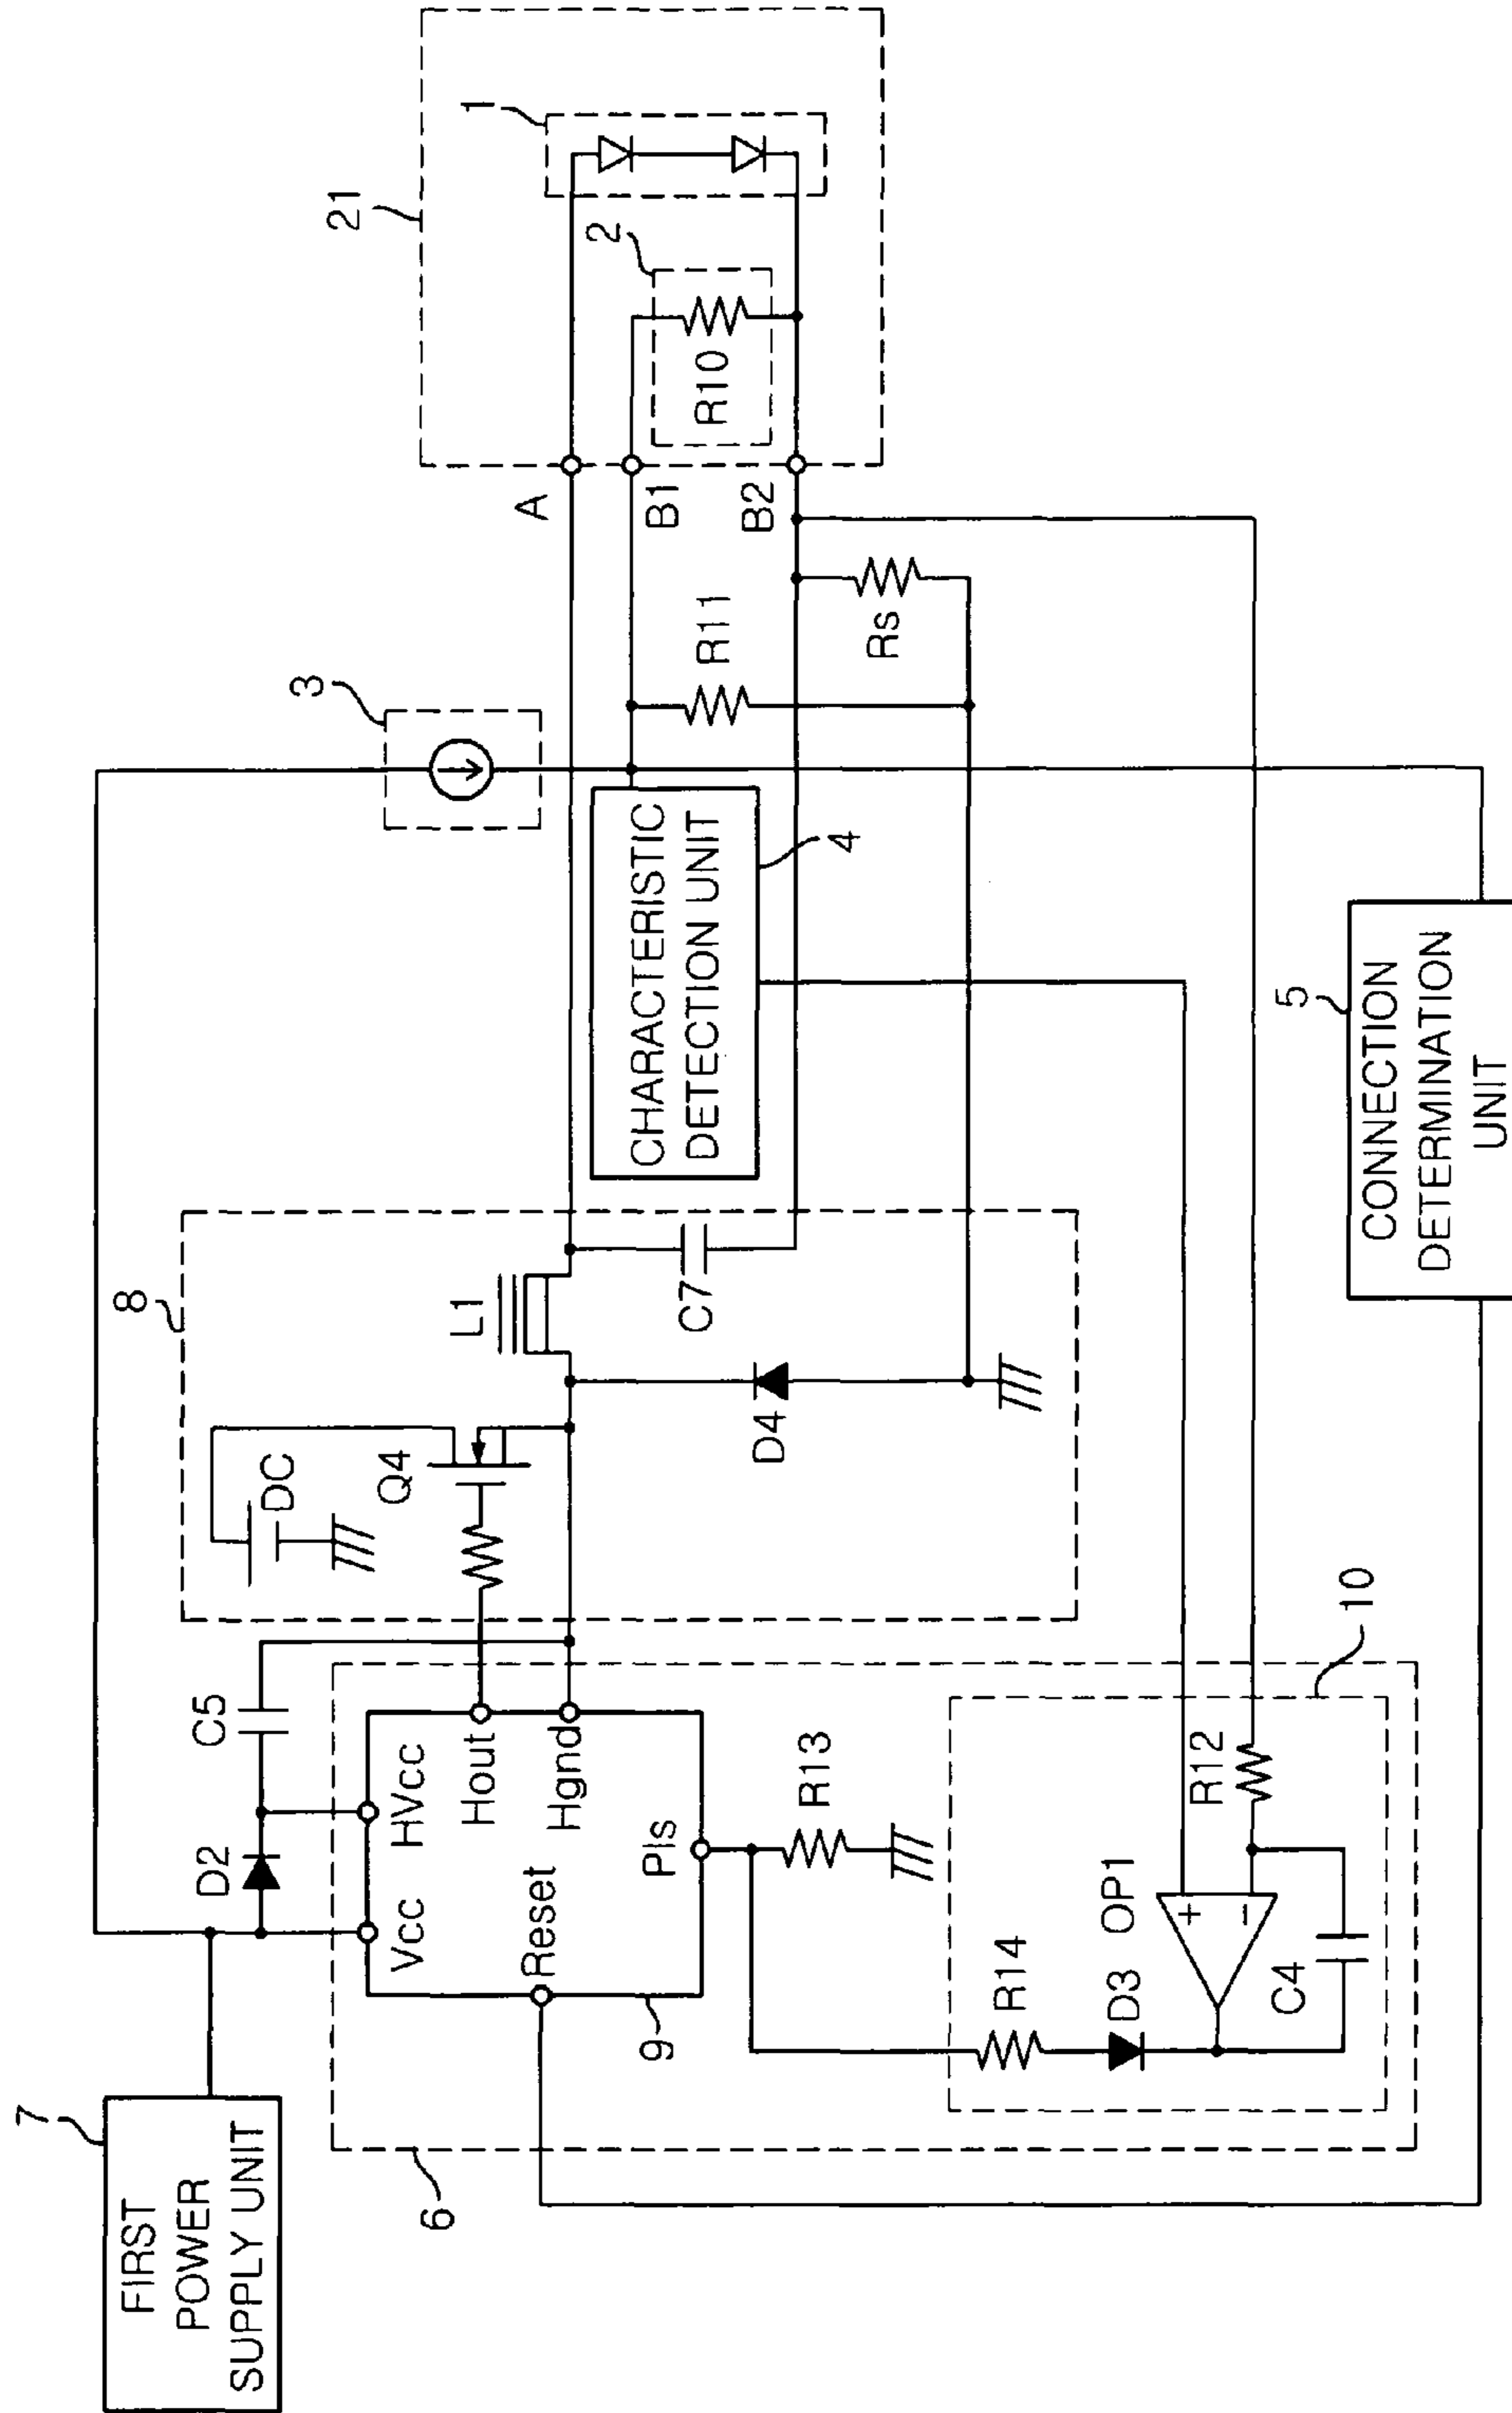 7
FIRST
POWER
SUPPLY UNIT
D2
C5
Vcc
HVcc
Hout
Hgnd
Reset
Pls
9
6
R13
R14
D3
OP1
+
−
R12
C4
10
8
DC
Q4
L1
D4
C7
3
CHARACTERISTIC
DETECTION UNIT
4
R11
Rs
A
B1
B2
21
1
2
R10
5
CONNECTION
DETERMINATION
UNIT